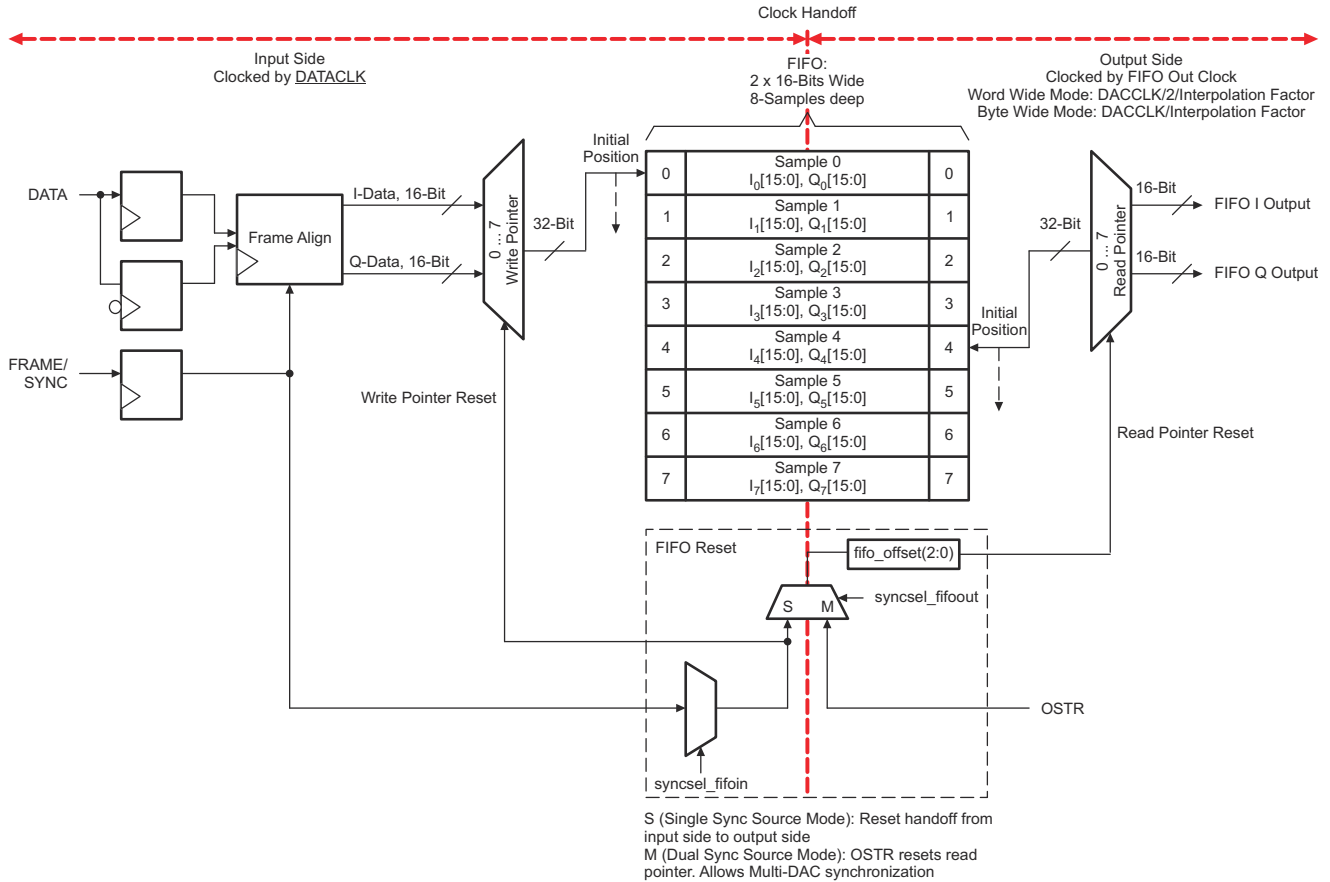 Clock Handoff
Input Side
Clocked by DATACLK
FIFO:
2 x 16-Bits Wide
8-Samples deep
Output Side
Clocked by FIFO Out Clock
Word Wide Mode: DACCLK/2/Interpolation Factor
Byte Wide Mode: DACCLK/Interpolation Factor
DATA
FRAME/
SYNC
Frame Align
I-Data, 16-Bit
Q-Data, 16-Bit
0 ... 7
Write Pointer
32-Bit
Initial
Position
0 Sample 0 0
I0[15:0], Q0[15:0]
1 Sample 1 1
I1[15:0], Q1[15:0]
2 Sample 2 2
I2[15:0], Q2[15:0]
3 Sample 3 3
I3[15:0], Q3[15:0]
4 Sample 4 4
I4[15:0], Q4[15:0]
5 Sample 5 5
I5[15:0], Q5[15:0]
6 Sample 6 6
I6[15:0], Q6[15:0]
7 Sample 7 7
I7[15:0], Q7[15:0]
Initial
Position
32-Bit
0 ... 7
Read Pointer
16-Bit
FIFO I Output
16-Bit
FIFO Q Output
Write Pointer Reset
Read Pointer Reset
FIFO Reset
fifo_offset(2:0)
S M
syncsel_fifoout
OSTR
syncsel_fifoin
S (Single Sync Source Mode): Reset handoff from
input side to output side
M (Dual Sync Source Mode): OSTR resets read
pointer. Allows Multi-DAC synchronization